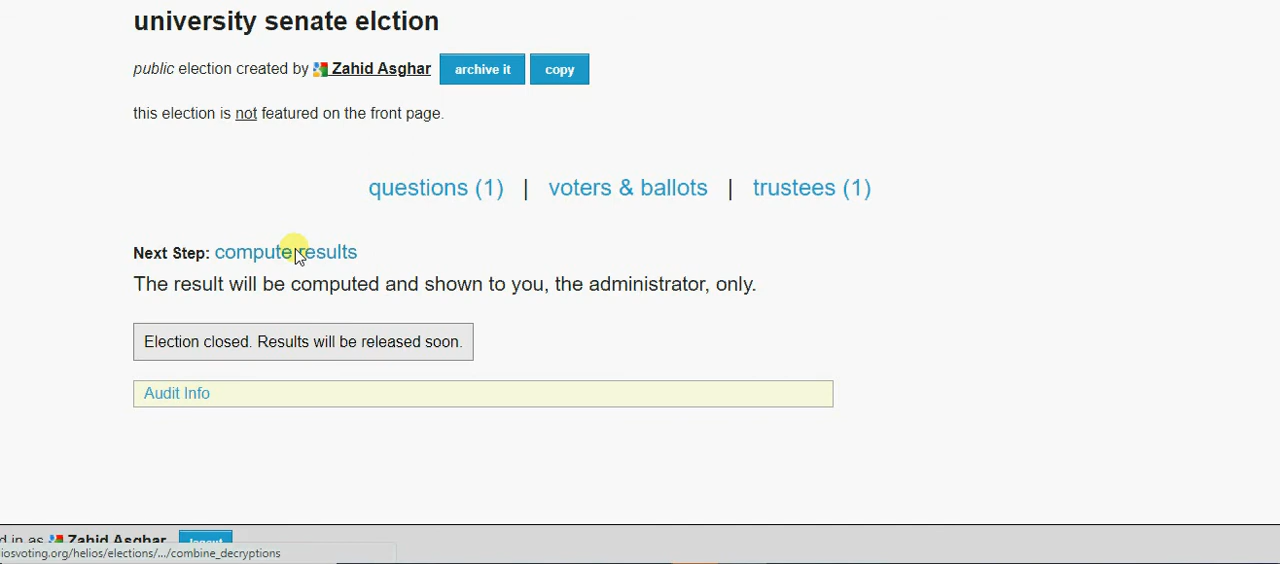 university senate elction
public election created by Zahid Asghar archive it copy
this election is not featured on the front page.
questions (1) | voters & ballots | trustees (1)
Next Step: compute results
The result will be computed and shown to you, the administrator, only.
Election closed. Results will be released soon.
Audit Info
d in as Zahid Asghar logout
iosvoting.org/helios/elections/.../combine_decryptions